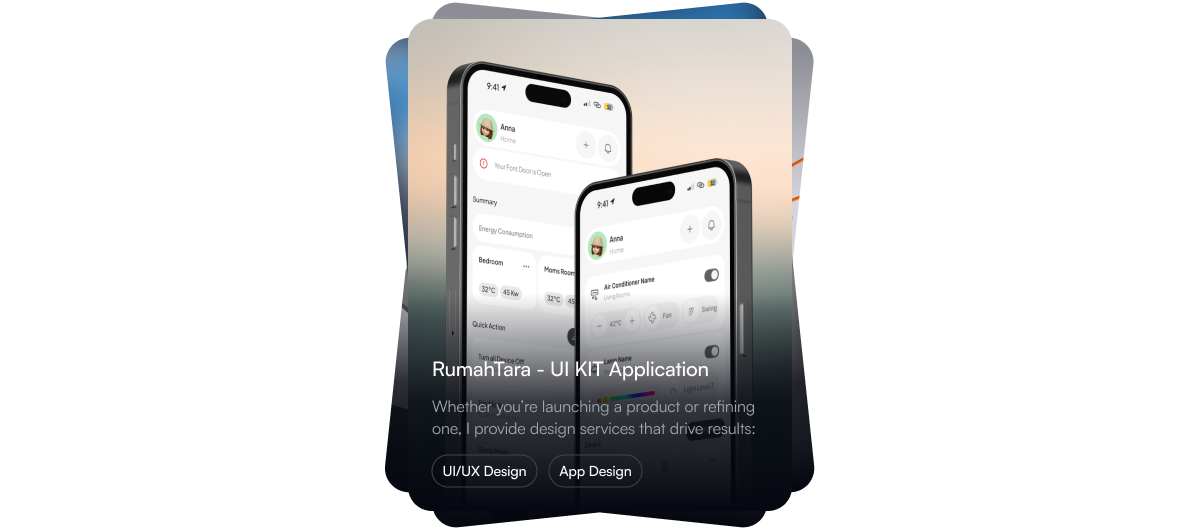 9:41
Anna
Home
Your Font Door is Open
Summary
Energy Consumption
Bedroom
Moms Room
32°C
45 Kw
32°C
45
Quick Action
Turn all Device Off
9:41
Anna
Home
Air Conditioner Name
Living Rooms
42°C
Fan
Swing
Lamp Name
Light Level 3
RumahTara - UI KIT Application
Whether you’re launching a product or refining
one, I provide design services that drive results:
UI/UX Design
App Design